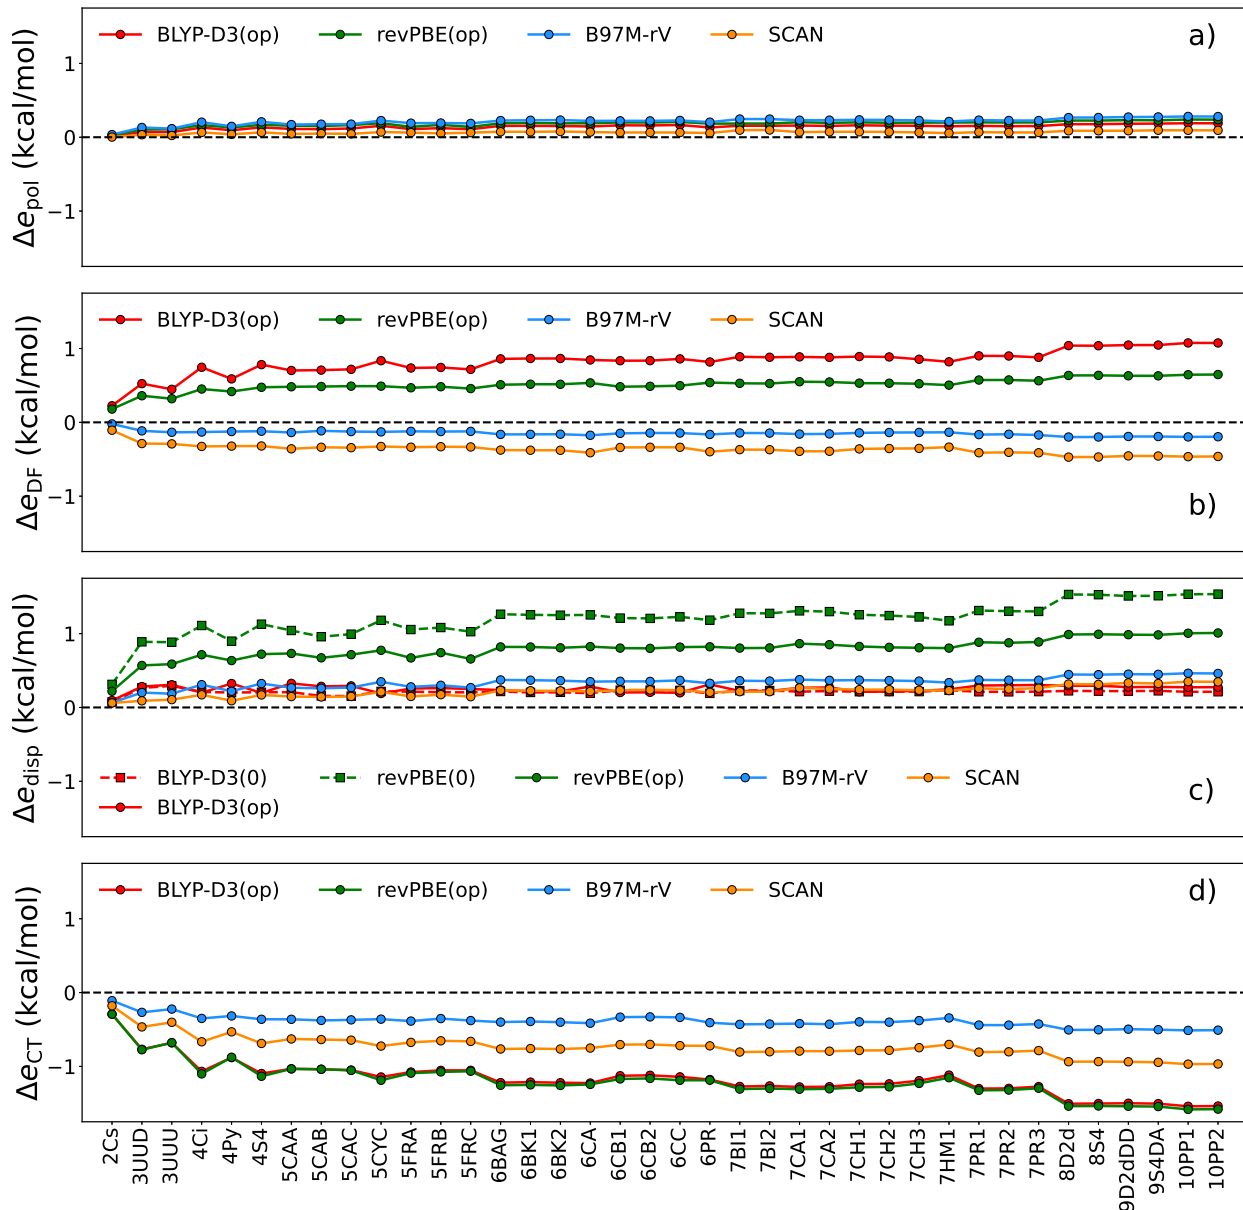 BLYP-D3(op) revPBE(op) B97M-rV SCAN a)
1
0
−1
Δe_pol (kcal/mol)
BLYP-D3(op) revPBE(op) B97M-rV SCAN
1
0
−1
Δe_DF (kcal/mol)
b)
1
0
−1
Δe_disp (kcal/mol)
BLYP-D3(0) revPBE(0) revPBE(op) B97M-rV SCAN
BLYP-D3(op)
c)
BLYP-D3(op) revPBE(op) B97M-rV SCAN d)
1
0
−1
Δe_CT (kcal/mol)
2Cs 3UUD 3UUU 4Ci 4Py 4S4 5CAA 5CAB 5CAC 5CYC 5FRA 5FRB 5FRC 6BAG 6BK1 6BK2 6CA 6CB1 6CB2 6CC 6PR 7BI1 7BI2 7CA1 7CA2 7CH1 7CH2 7CH3 7HM1 7PR1 7PR2 7PR3 8D2d 8S4 9D2dDD 9S4DA 10PP1 10PP2